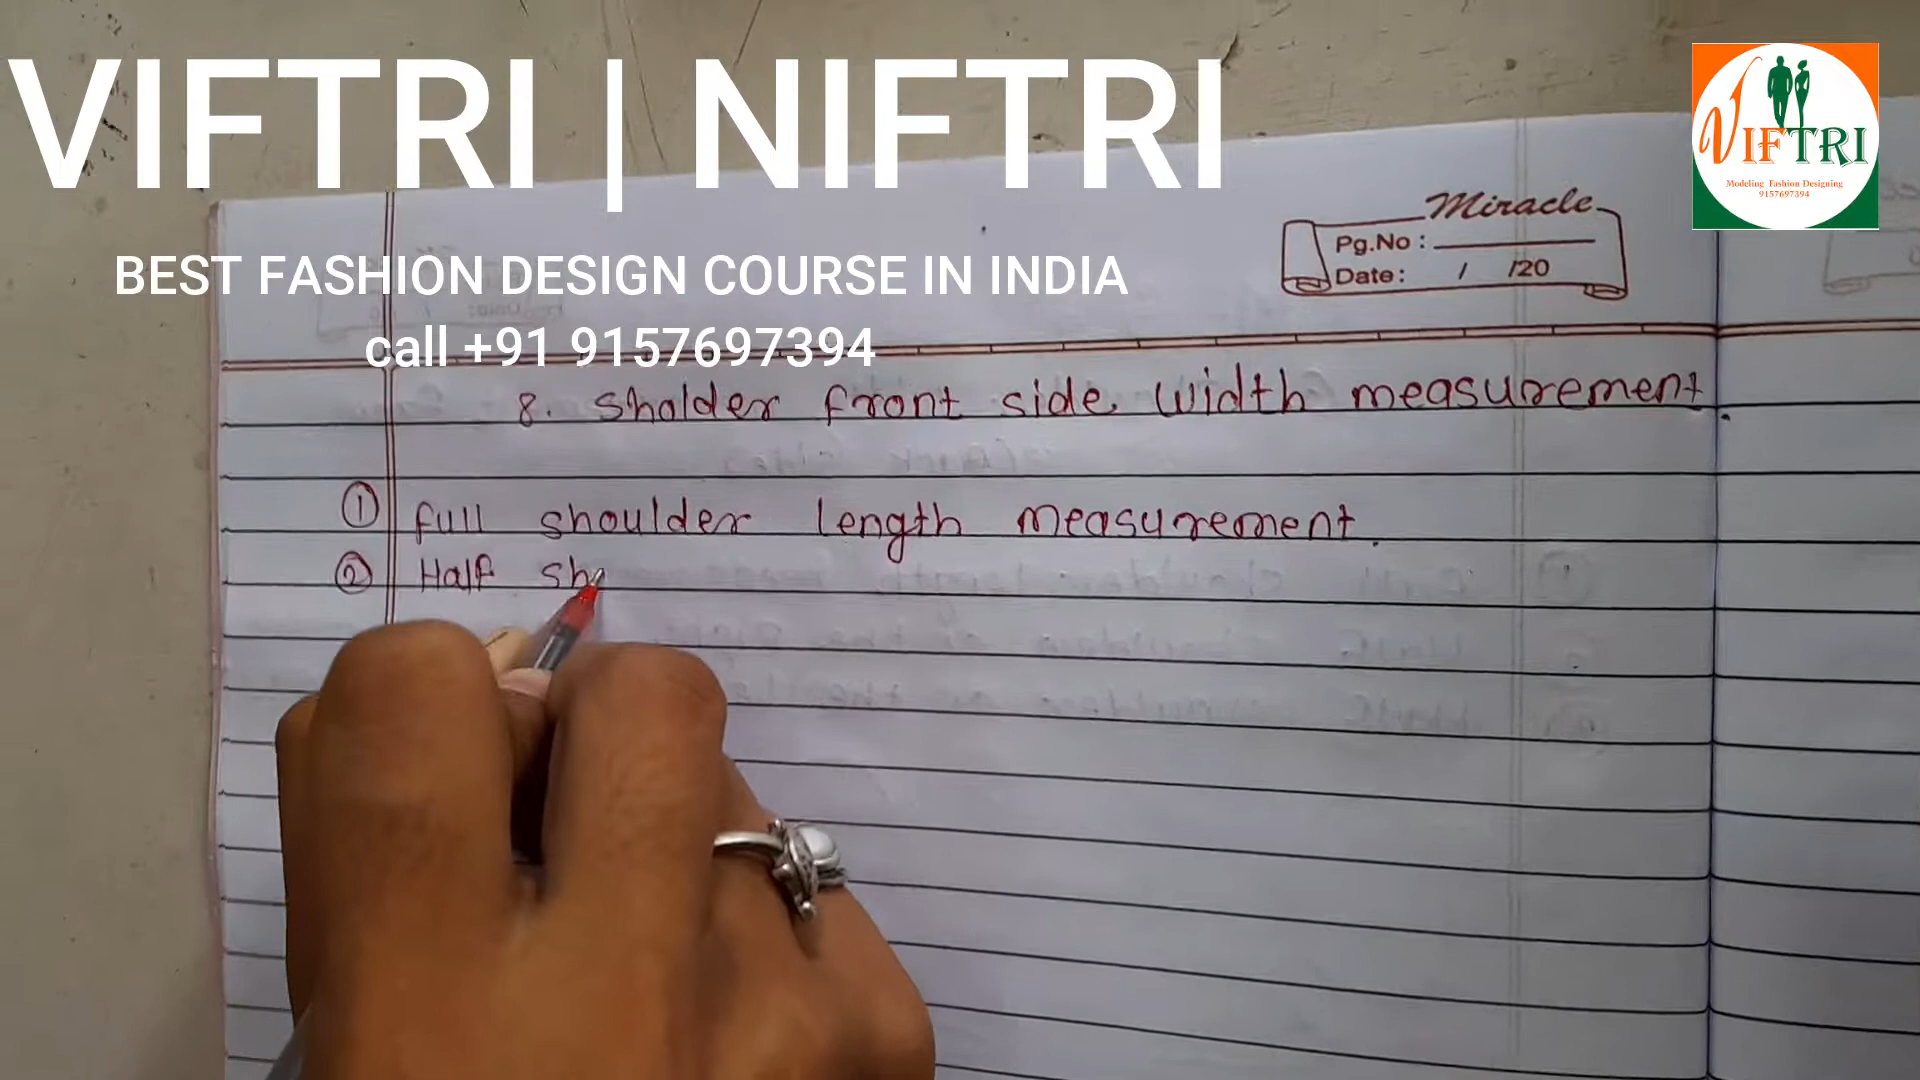 VIFTRI | NIFTRI
BEST FASHION DESIGN COURSE IN INDIA
call +91 9157697394
VIFTRI
Modeling Fashion Designing
9157697394
Miracle
Pg.No :
Date: / /20
8. Sholder front side width measurement.
① full shoulder length measurement.
② Half sh